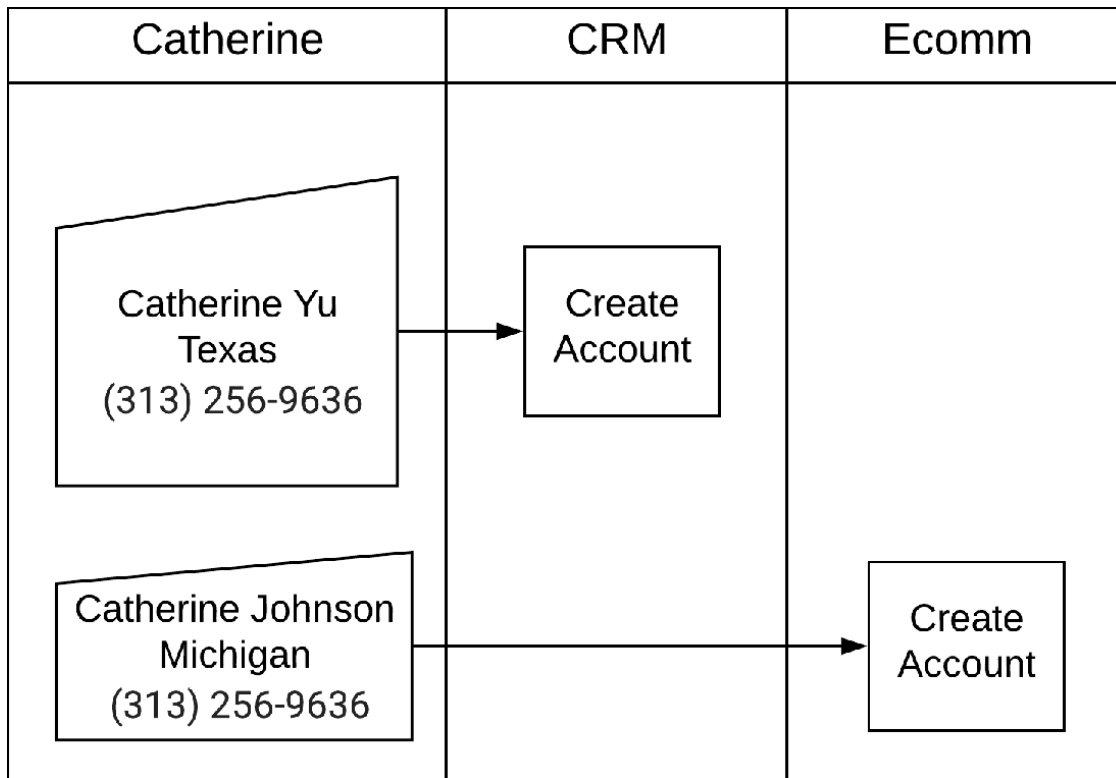 Catherine
CRM
Ecomm
Catherine Yu
Texas
(313) 256-9636
Create
Account
Catherine Johnson
Michigan
(313) 256-9636
Create
Account